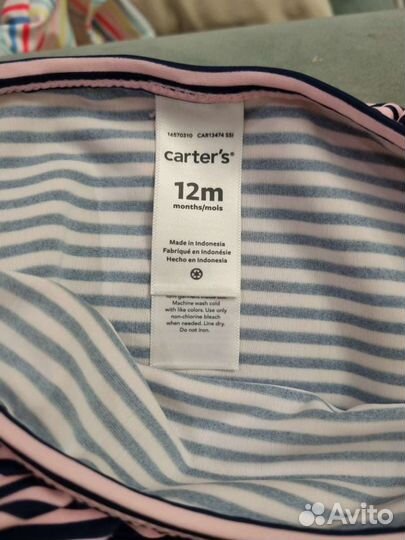 16570310 CAR13474 SSI
carter's®
12m
months/mois
Made in Indonesia
Fabriqué en Indonésie
Hecho en Indonesia
Machine wash cold
with like colors. Use only
non-chlorine bleach
when needed. Line dry.
Do not iron.
Avito